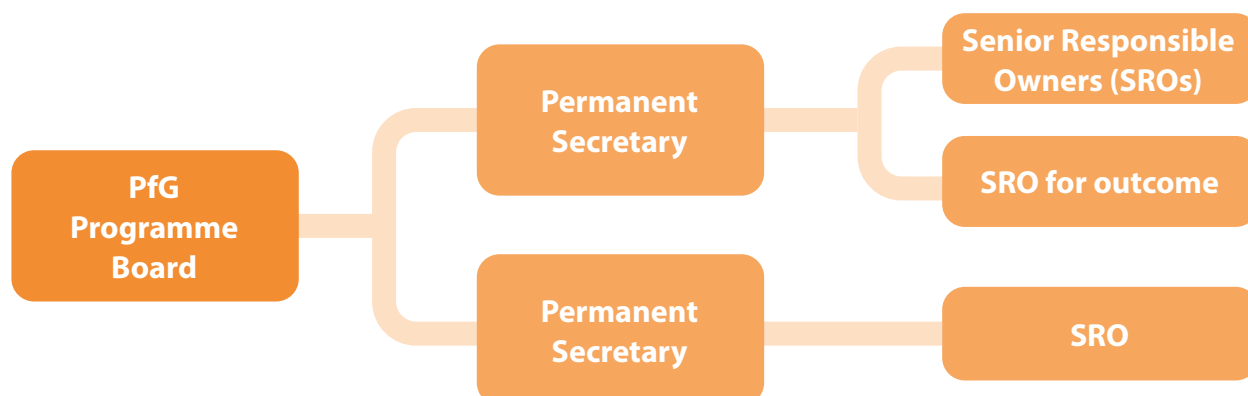 PfG
Programme
Board
Permanent
Secretary
Senior Responsible
Owners (SROs)
SRO for outcome
Permanent
Secretary
SRO